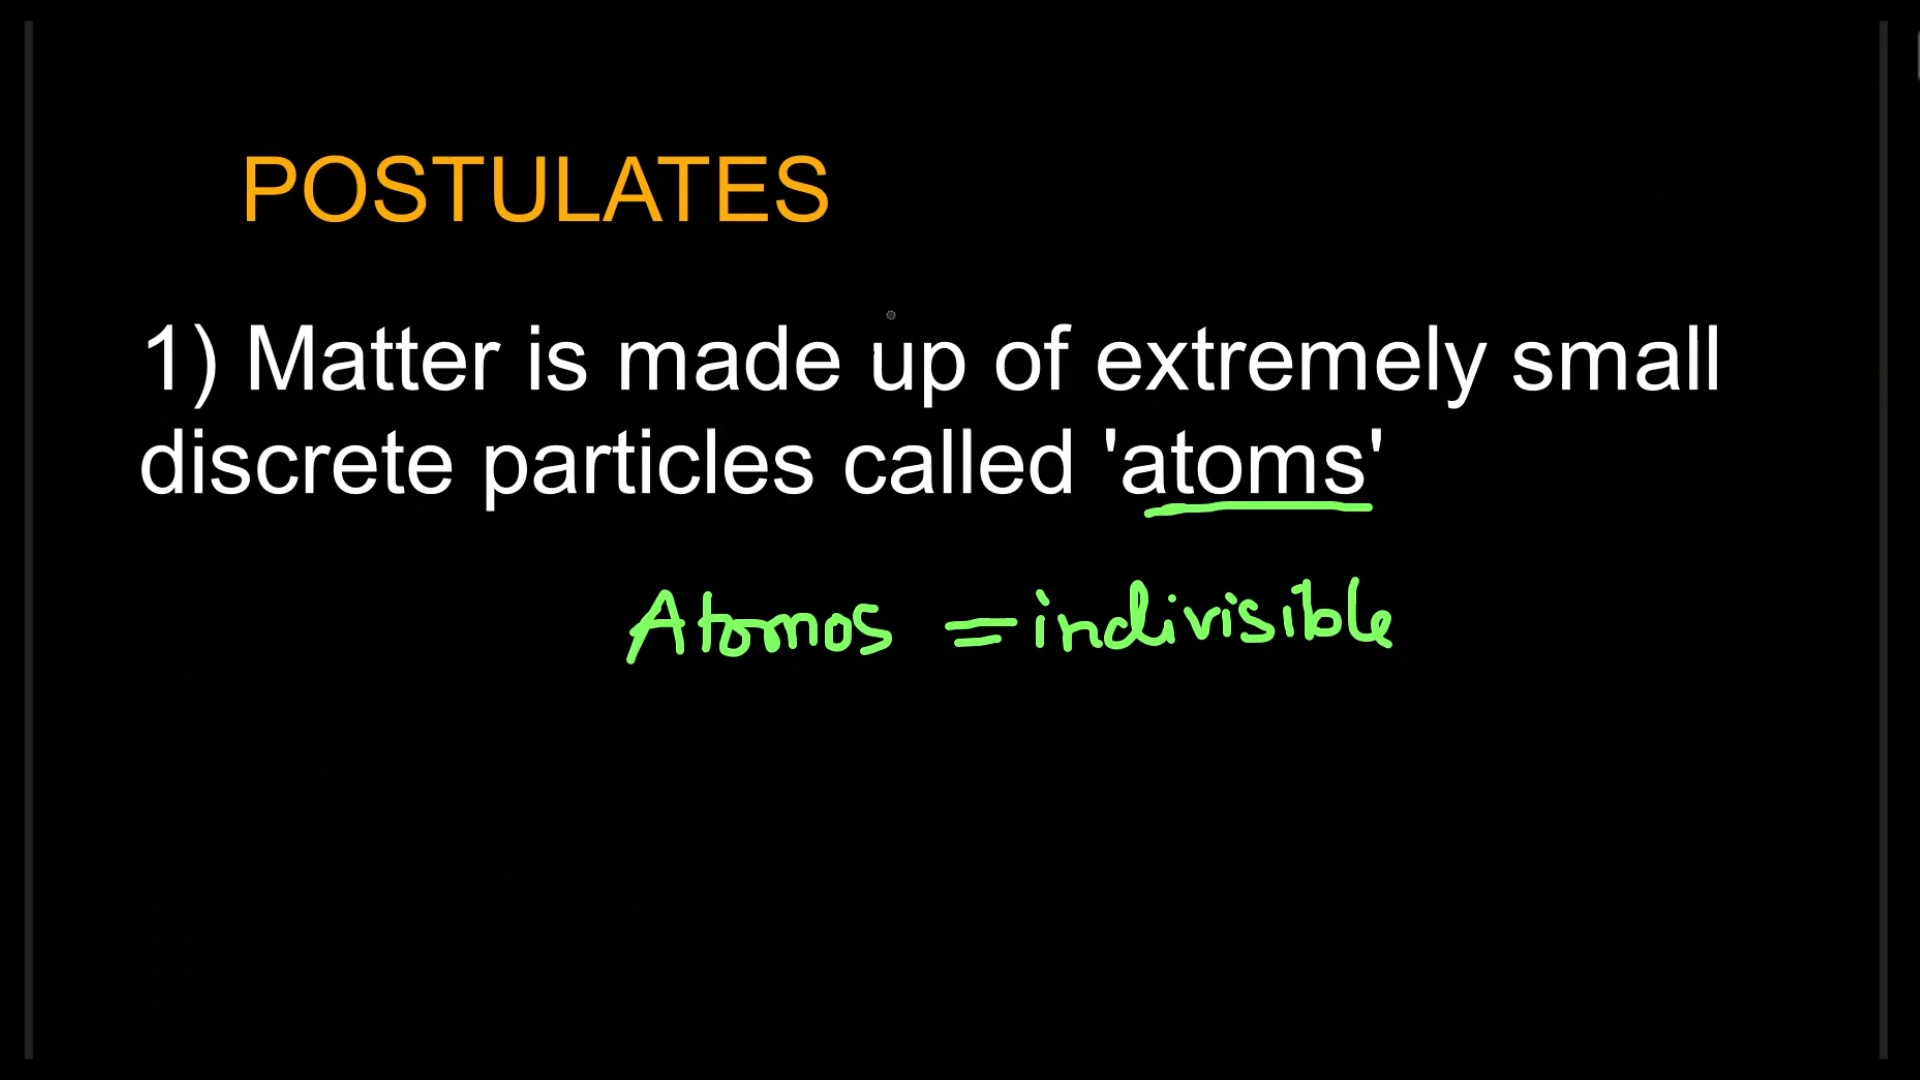 POSTULATES
1) Matter is made up of extremely small
discrete particles called 'atoms'
Atomos = indivisible